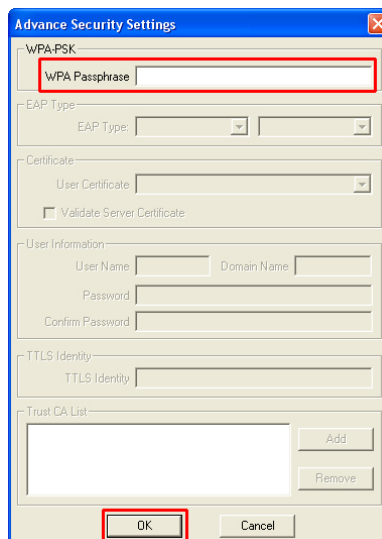 Advance Security Settings
WPA-PSK
WPA Passphrase
EAP Type
EAP Type:
Certificate
User Certificate
Validate Server Certificate
User Information
User Name Domain Name
Password
Confirm Password
TTLS Identity
TTLS Identity
Trust CA List
Add
Remove
OK Cancel